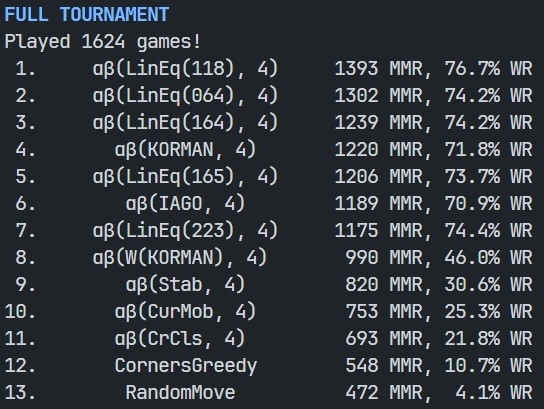 FULL TOURNAMENT
Played 1624 games!
1. αβ(LinEq(118), 4) 1393 MMR, 76.7% WR
2. αβ(LinEq(064), 4) 1302 MMR, 74.2% WR
3. αβ(LinEq(164), 4) 1239 MMR, 74.2% WR
4. αβ(KORMAN, 4) 1220 MMR, 71.8% WR
5. αβ(LinEq(165), 4) 1206 MMR, 73.7% WR
6. αβ(IAGO, 4) 1189 MMR, 70.9% WR
7. αβ(LinEq(223), 4) 1175 MMR, 74.4% WR
8. αβ(W(KORMAN), 4) 990 MMR, 46.0% WR
9. αβ(Stab, 4) 820 MMR, 30.6% WR
10. αβ(CurMob, 4) 753 MMR, 25.3% WR
11. αβ(CrCls, 4) 693 MMR, 21.8% WR
12. CornersGreedy 548 MMR, 10.7% WR
13. RandomMove 472 MMR, 4.1% WR